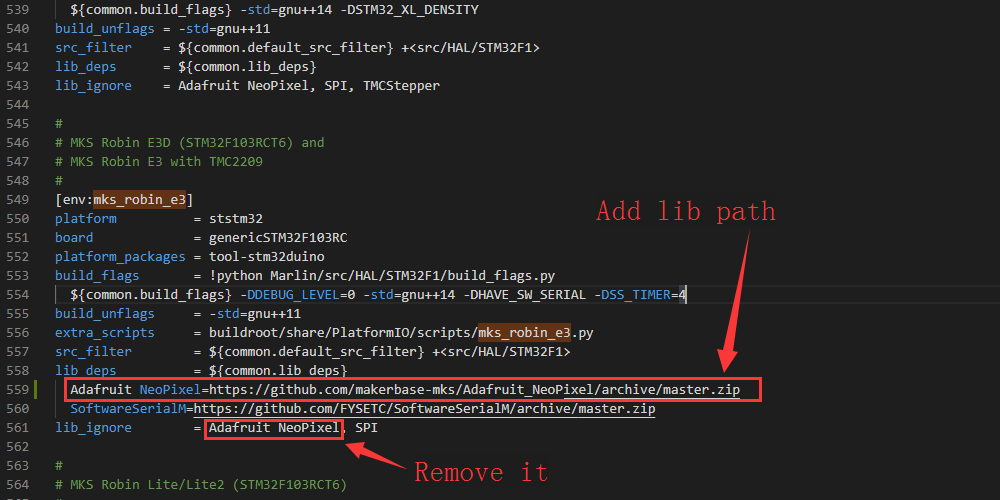 539 ${common.build_flags} -std=gnu++14 -DSTM32_XL_DENSITY
540 build_unflags = -std=gnu++11
541 src_filter = ${common.default_src_filter} +<src/HAL/STM32F1>
542 lib_deps = ${common.lib_deps}
543 lib_ignore = Adafruit NeoPixel, SPI, TMCStepper
544
545 #
546 # MKS Robin E3D (STM32F103RCT6) and
547 # MKS Robin E3 with TMC2209
548 #
549 [env:mks_robin_e3]
Add lib path
550 platform = ststm32
551 board = genericSTM32F103RC
552 platform_packages = tool-stm32duino
553 build_flags = !python Marlin/src/HAL/STM32F1/build_flags.py
554 ${common.build_flags} -DDEBUG_LEVEL=0 -std=gnu++14 -DHAVE_SW_SERIAL -DSS_TIMER=4
555 build_unflags = -std=gnu++11
556 extra_scripts = buildroot/share/PlatformIO/scripts/mks_robin_e3.py
557 src_filter = ${common.default_src_filter} +<src/HAL/STM32F1>
558 lib_deps = ${common.lib_deps}
559 Adafruit NeoPixel=https://github.com/makerbase-mks/Adafruit_NeoPixel/archive/master.zip
560 SoftwareSerialM=https://github.com/FYSETC/SoftwareSerialM/archive/master.zip
561 lib_ignore = Adafruit NeoPixel, SPI
562
563 #
Remove it
564 # MKS Robin Lite/Lite2 (STM32F103RCT6)